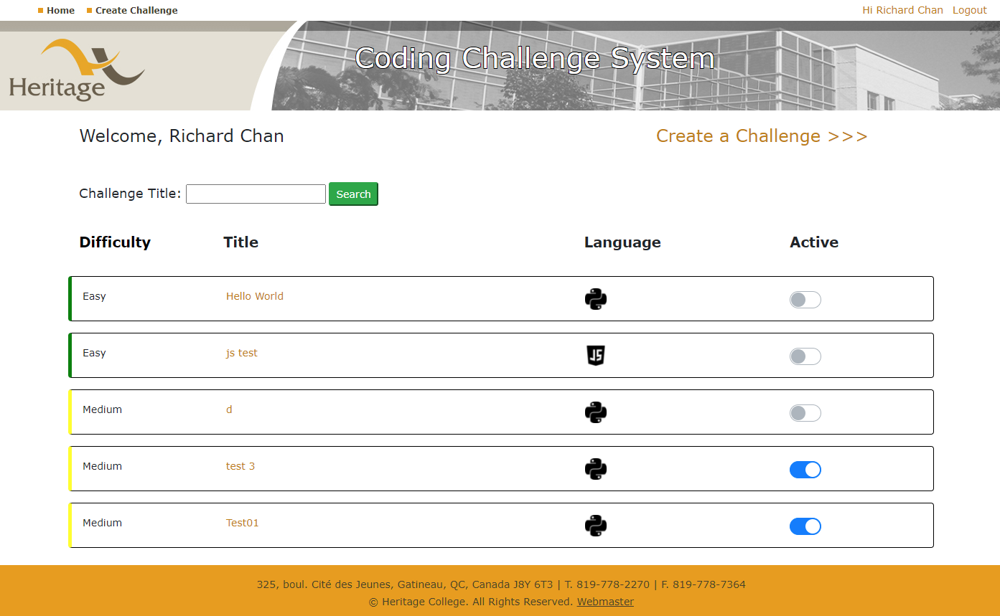 Home Create Challenge Hi Richard Chan Logout
Heritage
Coding Challenge System
Welcome, Richard Chan Create a Challenge >>>
Challenge Title: Search
Difficulty Title Language Active
Easy Hello World
Easy js test JS
Medium d
Medium test 3
Medium Test01
325, boul. Cité des Jeunes, Gatineau, QC, Canada J8Y 6T3 | T. 819-778-2270 | F. 819-778-7364
© Heritage College. All Rights Reserved. Webmaster